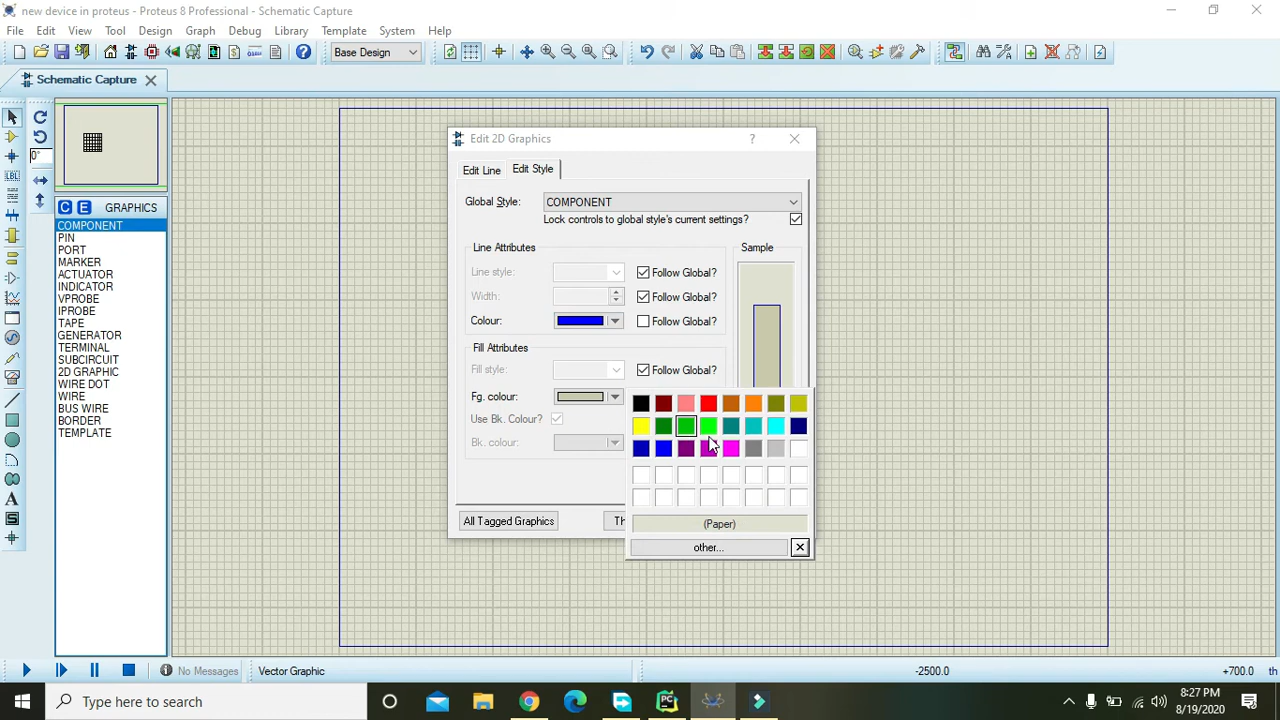 new device in proteus - Proteus 8 Professional - Schematic Capture
File Edit View Tool Design Graph Debug Library Template System Help
Base Design
Schematic Capture
0°
C E GRAPHICS
COMPONENT
PIN
PORT
MARKER
ACTUATOR
INDICATOR
VPROBE
IPROBE
TAPE
GENERATOR
TERMINAL
SUBCIRCUIT
2D GRAPHIC
WIRE DOT
WIRE
BUS WIRE
BORDER
TEMPLATE
Edit 2D Graphics ?
Edit Line Edit Style
Global Style: COMPONENT
Lock controls to global style's current settings?
Line Attributes Sample
Line style: Follow Global?
Width: Follow Global?
Colour: Follow Global?
Fill Attributes
Fill style: Follow Global?
Fg. colour:
Use Bk. Colour?
Bk. colour:
All Tagged Graphics Th
(Paper)
other...
No Messages Vector Graphic -2500.0 +700.0 th
Type here to search
8:27 PM
8/19/2020